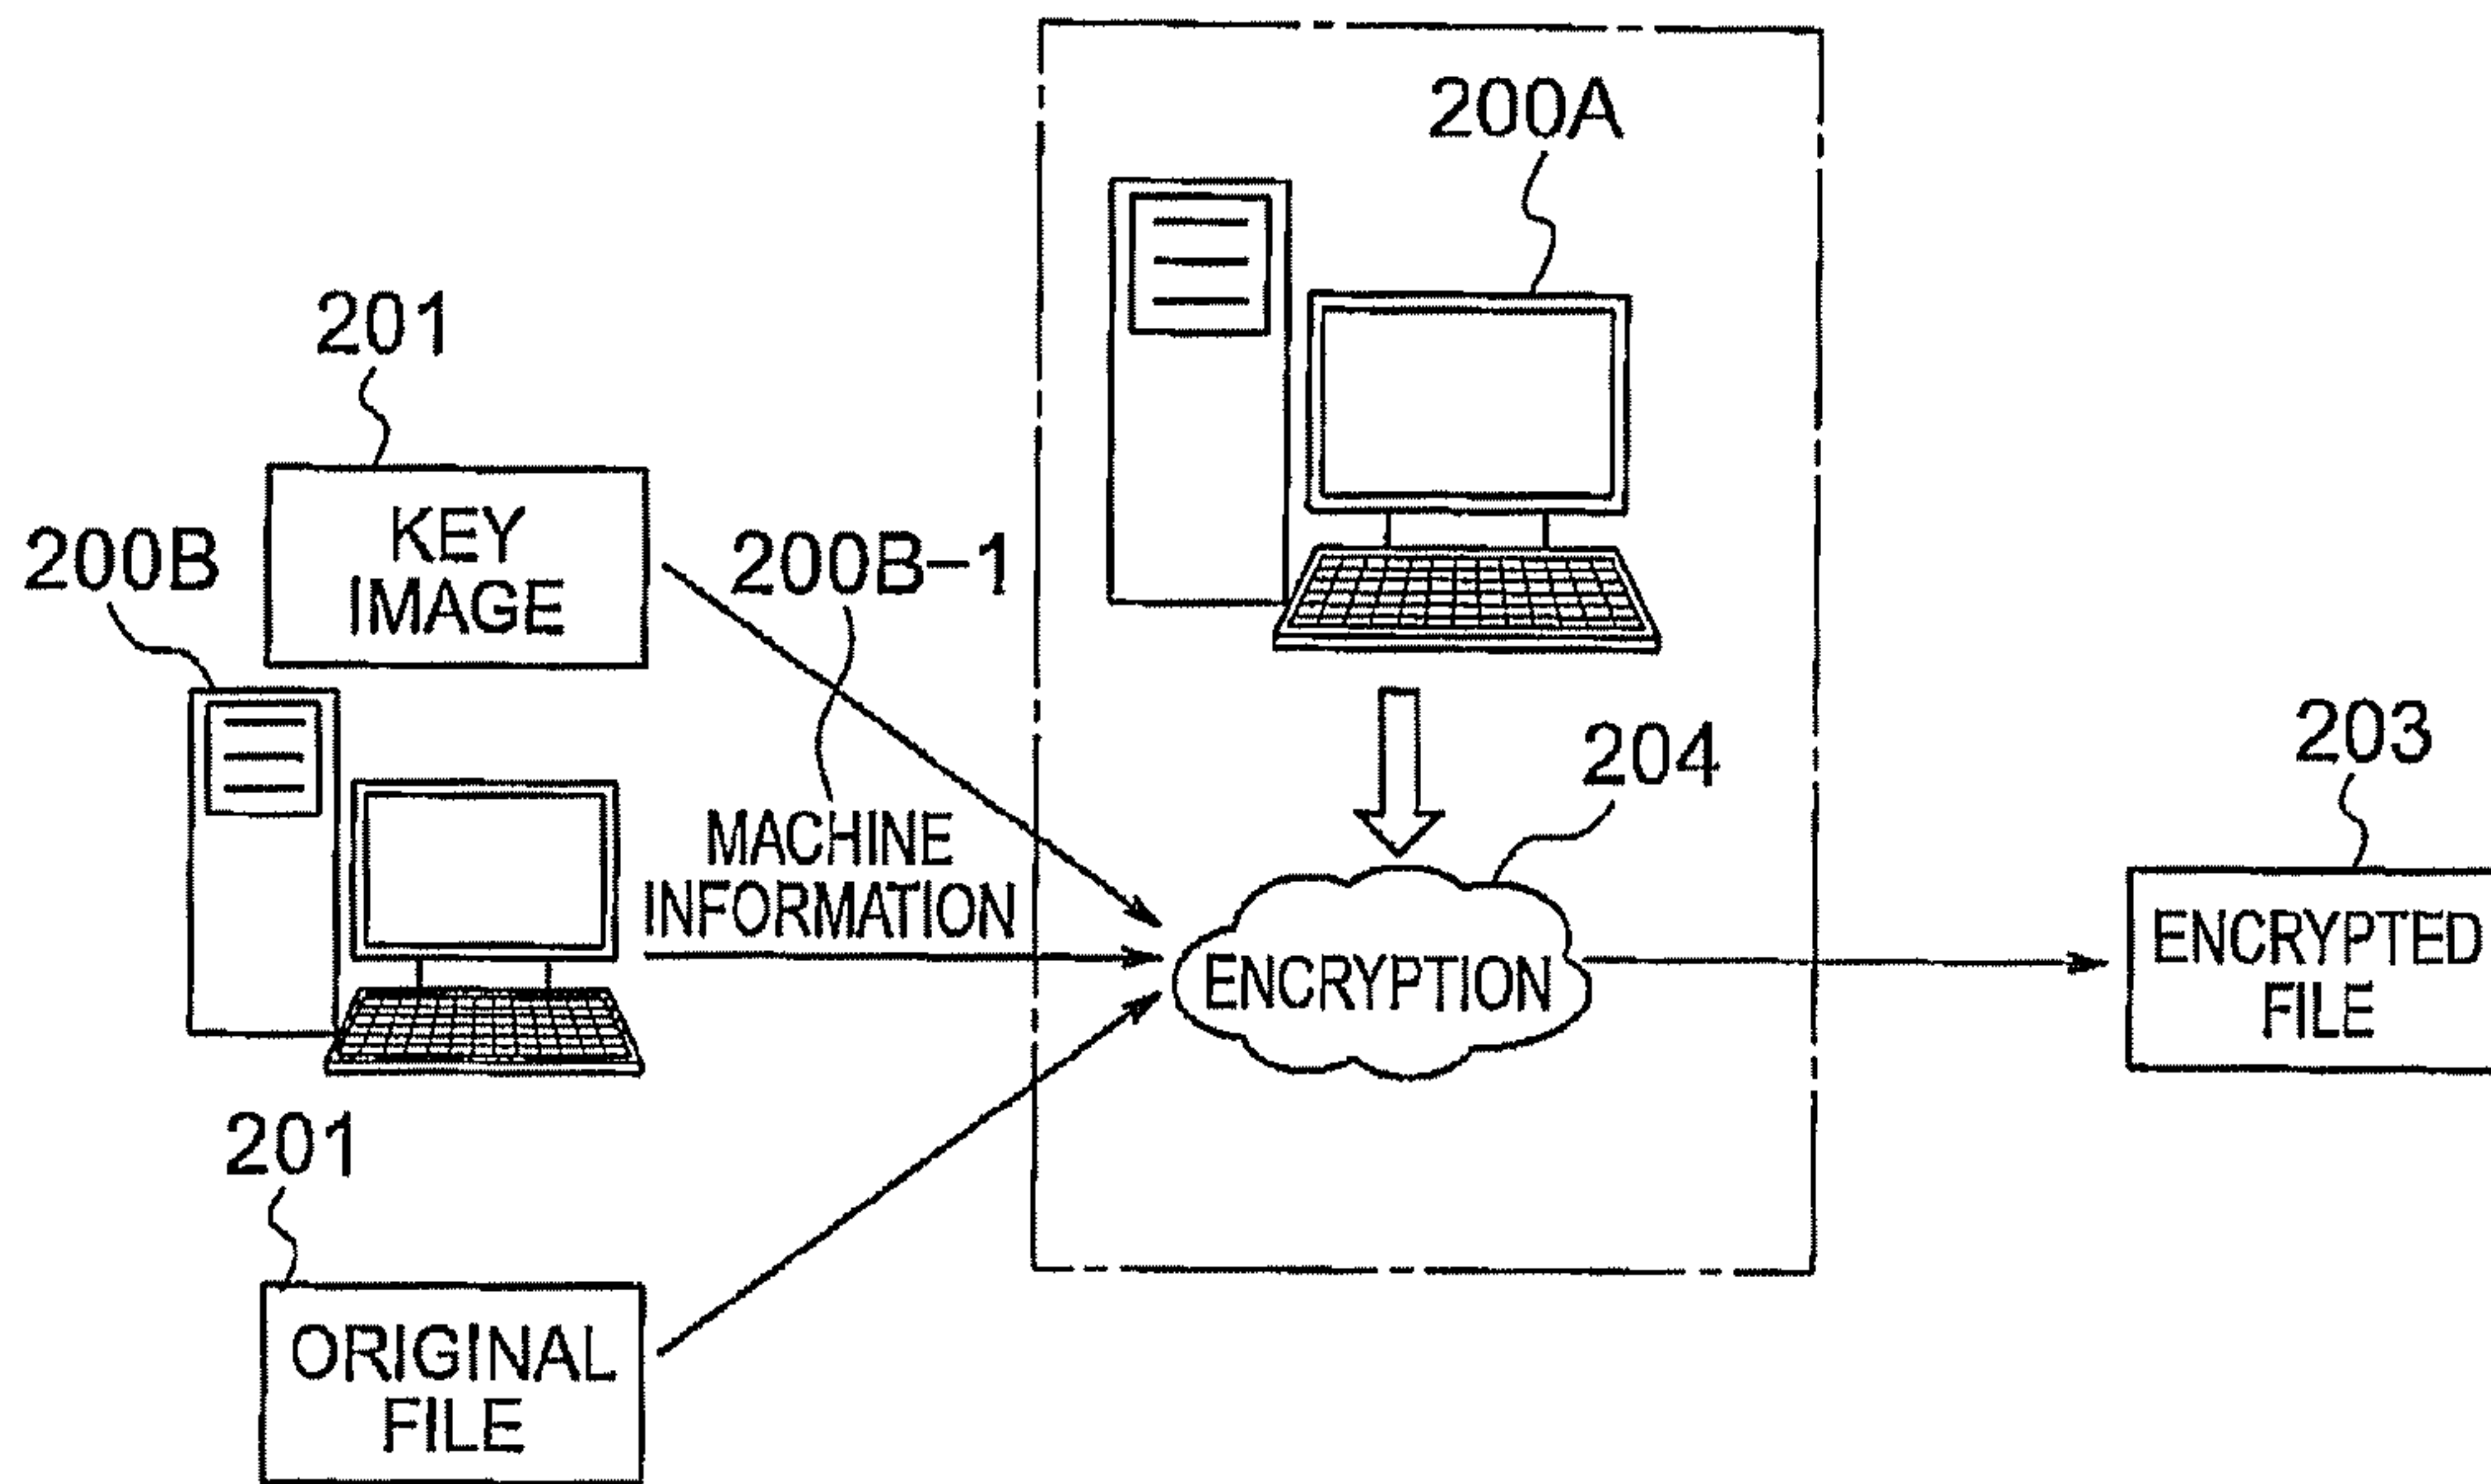 200A
201
KEY
IMAGE
200B
200B-1
204
203
MACHINE
INFORMATION
ENCRYPTION
ENCRYPTED
FILE
201
ORIGINAL
FILE